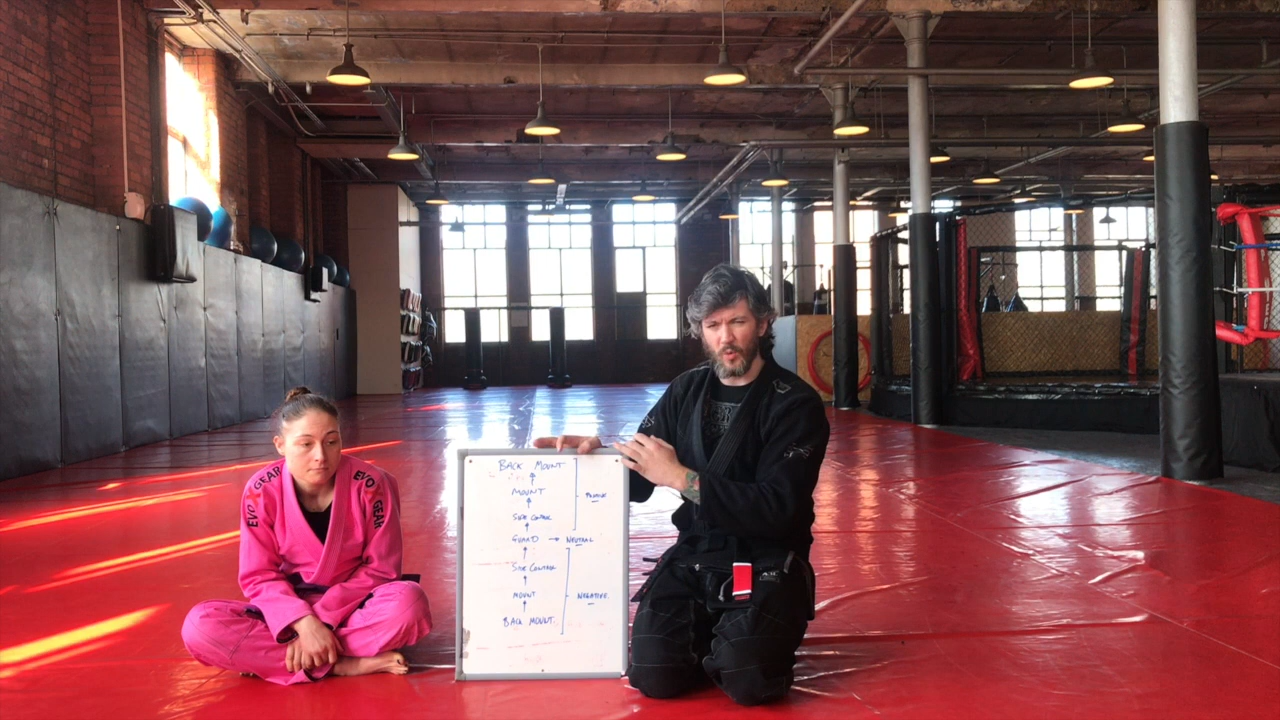 BACK MOUNT
MOUNT
SIDE CONTROL
POSITIVE
GUARD → NEUTRAL
SIDE CONTROL
MOUNT
NEGATIVE.
BACK MOUNT.
EVO X GEAR
EVO X GEAR